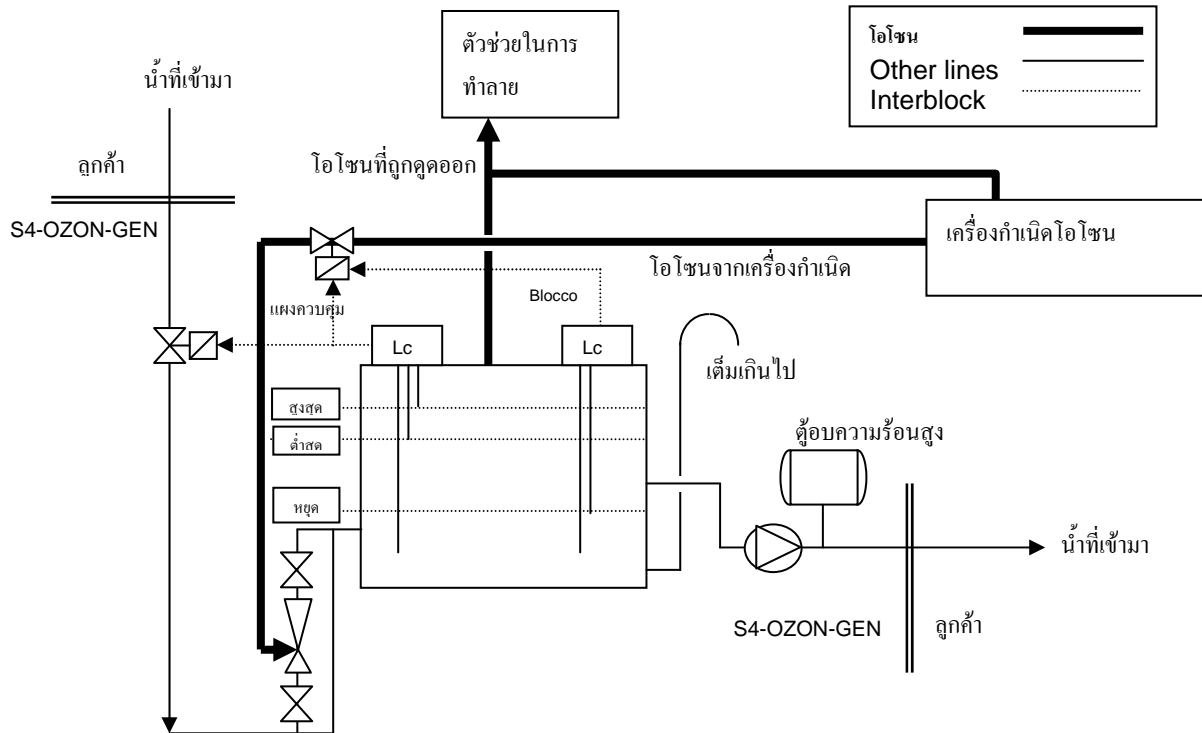 ตัวช่วยในการ
ทำลาย
โอโซน
Other lines
Interblock
น้ำที่เข้ามา
ลูกค้า
โอโซนที่ถูกดูดออก
S4-OZON-GEN
เครื่องกำเนิดโอโซน
โอโซนจากเครื่องกำเนิด
Blocco
แผงควบคุม
Lc
Lc
เต็มเกินไป
สูงสุด
ต่ำสด
ตู้อบความร้อนสูง
หยุด
น้ำที่เข้ามา
S4-OZON-GEN
ลูกค้า